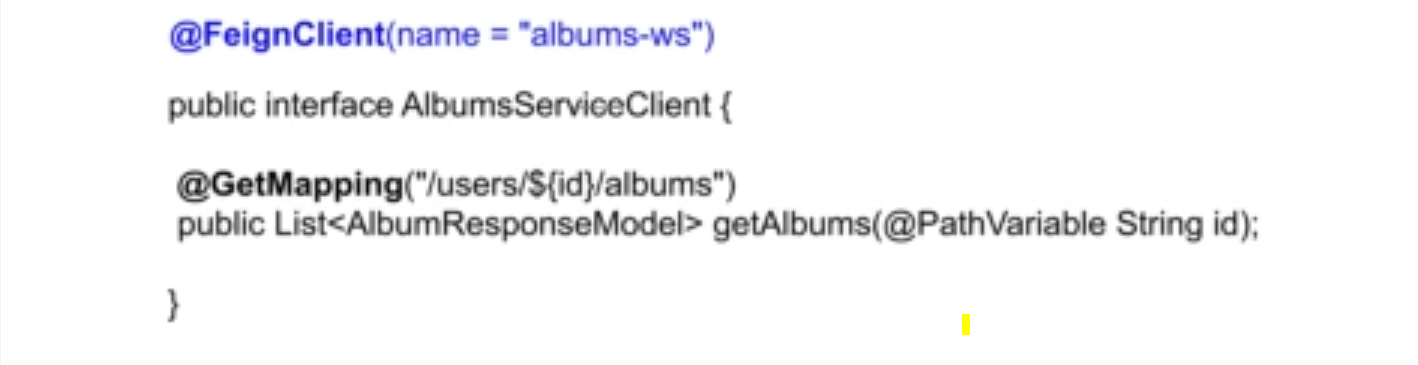 @FeignClient(name = "albums-ws")
public interface AlbumsServiceClient {
@GetMapping("/users/${id}/albums")
public List<AlbumResponseModel> getAlbums(@PathVariable String id);
}